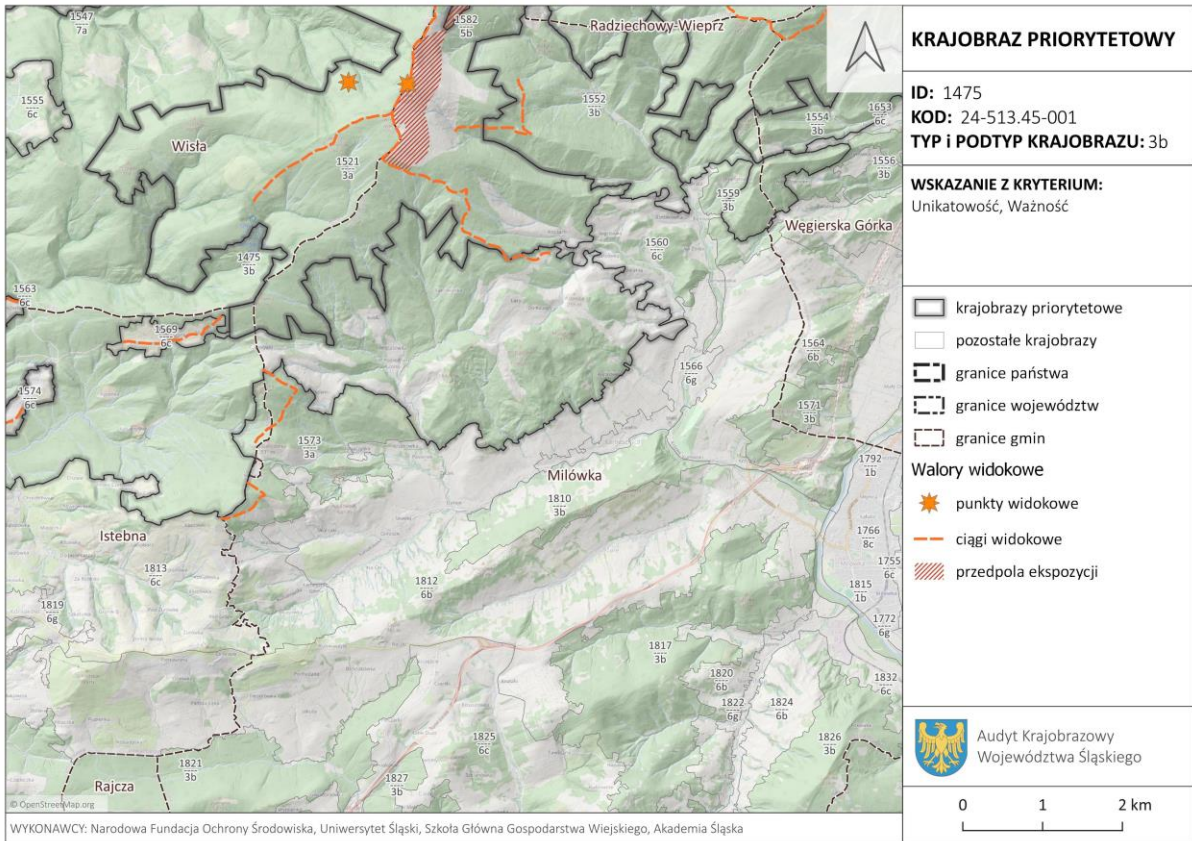 1547
7a
1582
5b
Radziechowy-Wieprz
1555
6c
1552
3b
1653
6c
1554
3b
Wisła
1521
3a
1556
3b
1559
3b
Węgierska Górka
1560
6c
1475
3b
1563
6c
1569
6c
1564
6b
1566
6g
1574
6c
1571
3b
1573
3a
1792
1b
Milówka
1810
3b
Istebna
1766
8c
1813
6c
1812
6b
1755
6c
1815
1b
1819
6g
1772
6g
1817
3b
1820
6b
1832
6c
1822
6g
1824
6b
1825
6c
1826
3b
1821
3b
Rajcza
1827
3b
© OpenStreetMap.org
WYKONAWCY: Narodowa Fundacja Ochrony Środowiska, Uniwersytet Śląski, Szkoła Główna Gospodarstwa Wiejskiego, Akademia Śląska
KRAJOBRAZ PRIORYTETOWY
ID: 1475
KOD: 24-513.45-001
TYP i PODTYP KRAJOBRAZU: 3b
WSKAZANIE Z KRYTERIUM:
Unikatowość, Ważność
krajobrazy priorytetowe
pozostałe krajobrazy
granice państwa
granice województw
granice gmin
Walory widokowe
punkty widokowe
ciągi widokowe
przedpola ekspozycji
Audyt Krajobrazowy
Województwa Śląskiego
0 1 2 km